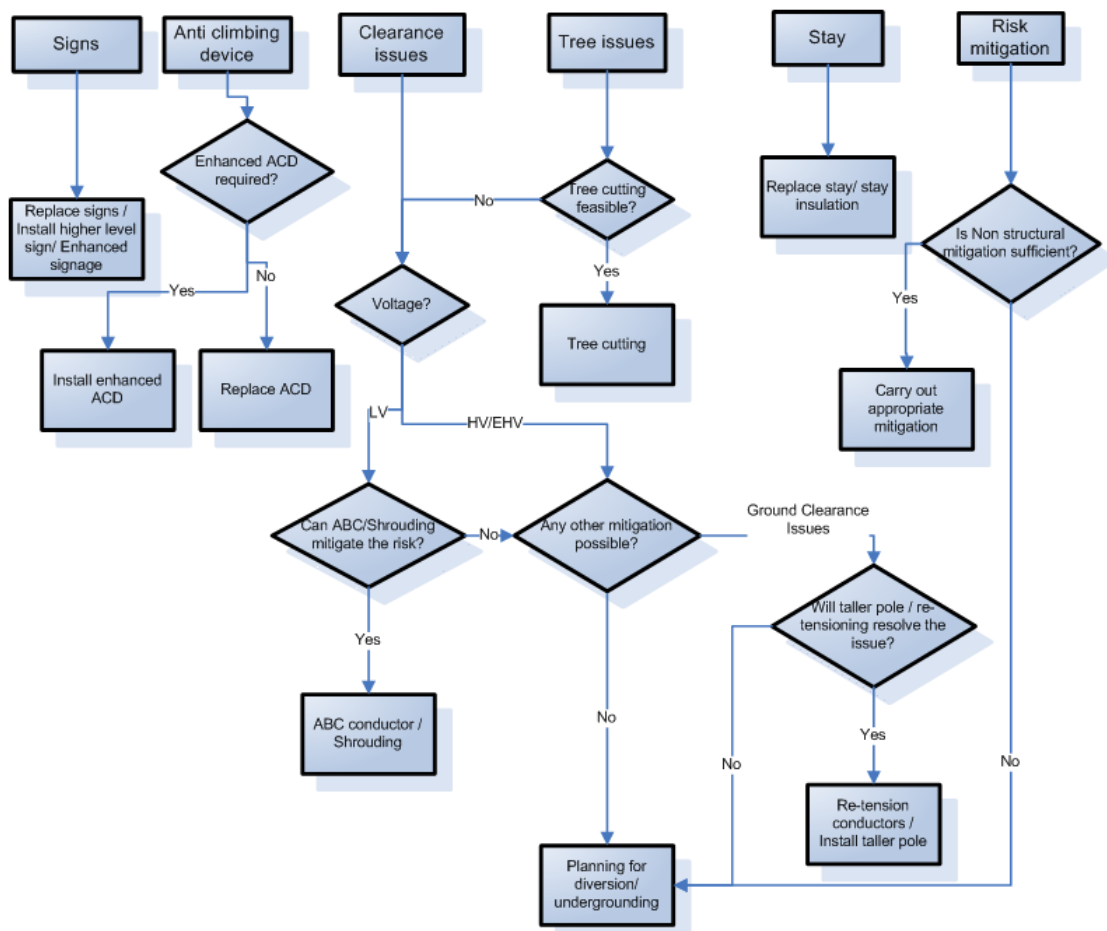 Signs
Anti climbing
device
Clearance
issues
Tree issues
Stay
Risk
mitigation
Enhanced ACD
required?
Tree cutting
feasible?
No
Replace stay/ stay
insulation
Replace signs /
Install higher level
sign/ Enhanced
signage
Is Non structural
mitigation sufficient?
Yes
No
Voltage?
Yes
Yes
Install enhanced
ACD
Replace ACD
Tree cutting
Carry out
appropriate
mitigation
LV
HV/EHV
Can ABC/Shrouding
mitigate the risk?
No
Any other mitigation
possible?
Ground Clearance
Issues
Will taller pole / re-
tensioning resolve the
issue?
Yes
ABC conductor /
Shrouding
No
Yes
No
No
Re-tension
conductors /
Install taller pole
Planning for
diversion/
undergrounding